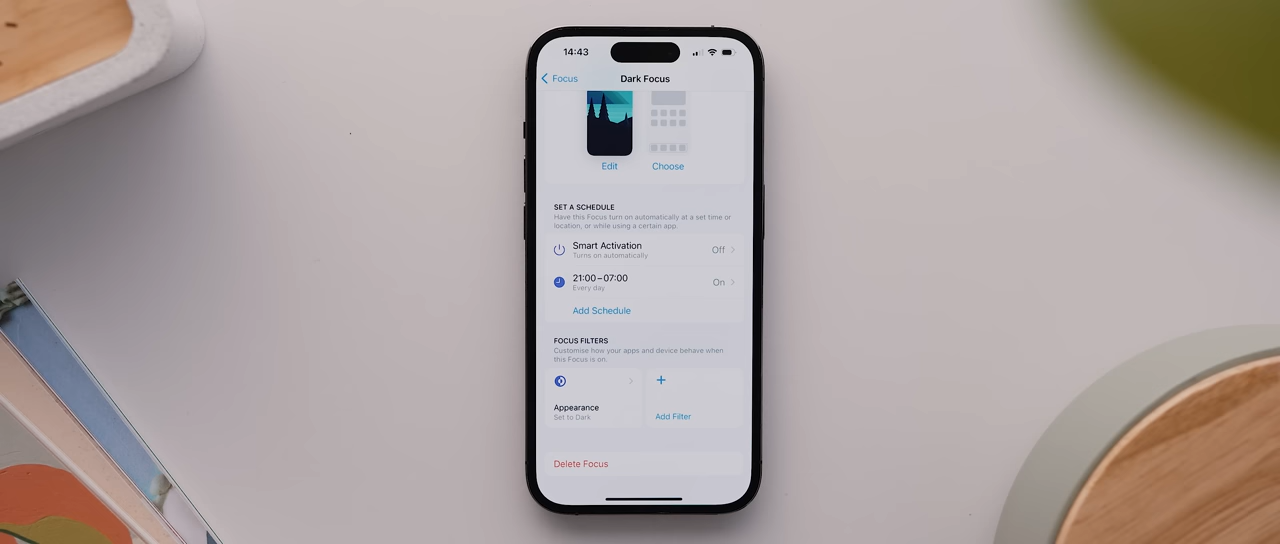 14:43
Focus
Dark Focus
Edit
Choose
SET A SCHEDULE
Have this Focus turn on automatically at a set time or
location, or while using a certain app.
Smart Activation
Off
Turns on automatically
21:00–07:00
On
Every day
Add Schedule
FOCUS FILTERS
Customise how your apps and device behave when
this Focus is on.
Appearance
Set to Dark
Add Filter
Delete Focus